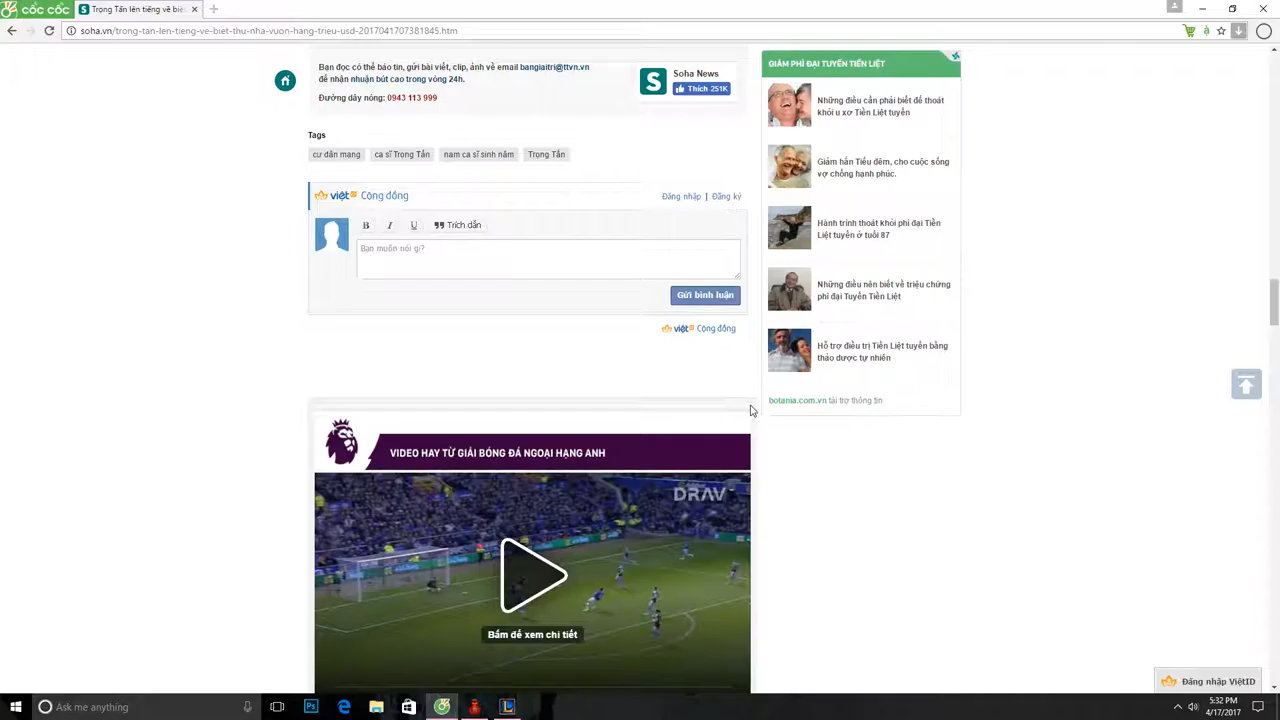 cốc cốc
Trọng Tấn lên tiếng về biệt
soha.vn/trong-tan-len-tieng-ve-biet-thu-nha-vuon-hang-trieu-usd-2017041707381845.htm
Bạn đọc có thể báo tin, gửi bài viết, clip, ảnh về email bangiaitri@ttvn.vn
để nhận nhuận bút cao trong vòng 24h.
Đường dây nóng: 0943 113 999
S
Soha News
Thích 251K
Tags
cư dân mạng
ca sĩ Trọng Tấn
nam ca sĩ sinh năm
Trọng Tấn
việt Cộng đồng
Đăng nhập | Đăng ký
B I U Trích dẫn
Bạn muốn nói gì?
Gửi bình luận
việt Cộng đồng
VIDEO HAY TỪ GIẢI BÓNG ĐÁ NGOẠI HẠNG ANH
DRAV
Bấm để xem chi tiết
GIẢM PHÌ ĐẠI TUYẾN TIỀN LIỆT
Những điều cần phải biết để thoát
khỏi u xơ Tiền Liệt tuyến
Giảm hẳn Tiểu đêm, cho cuộc sống
vợ chồng hạnh phúc.
Hành trình thoát khỏi phì đại Tiền
Liệt tuyến ở tuổi 87
Những điều nên biết về triệu chứng
phì đại Tuyến Tiền Liệt
Hỗ trợ điều trị Tiền Liệt tuyến bằng
thảo dược tự nhiên
botania.com.vn tài trợ thông tin
Đăng nhập ViệtID
Ask me anything
5:32 PM
4/17/2017